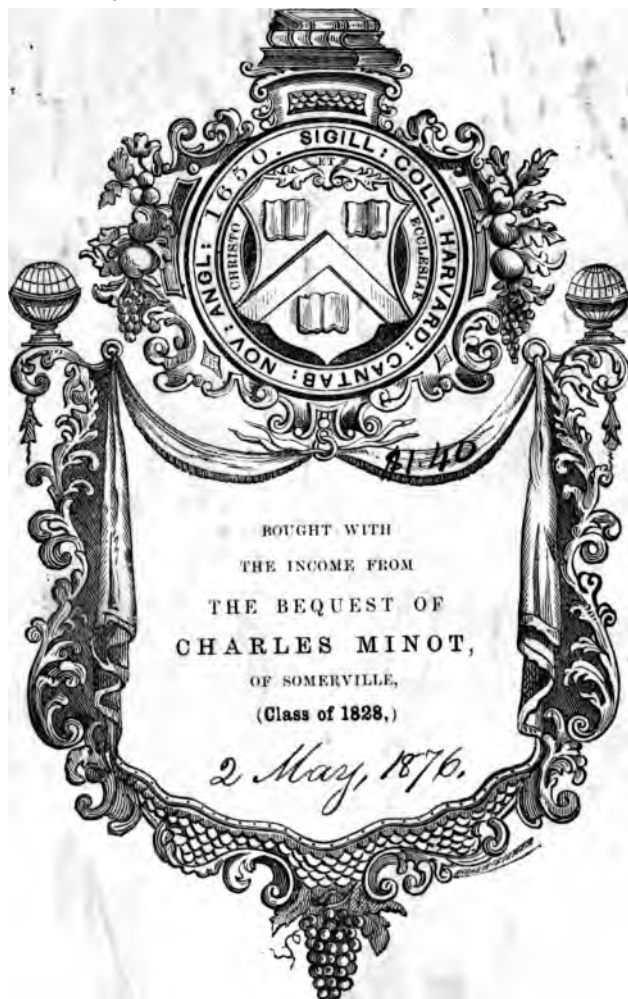 SIGILL: COLL: HARVARD: CANTAB: NOV: ANGL: 1650.
CHRISTO ET ECCLESIAE
$1.40
BOUGHT WITH
THE INCOME FROM
THE BEQUEST OF
CHARLES MINOT,
OF SOMERVILLE,
(Class of 1828,)
2 May, 1876.